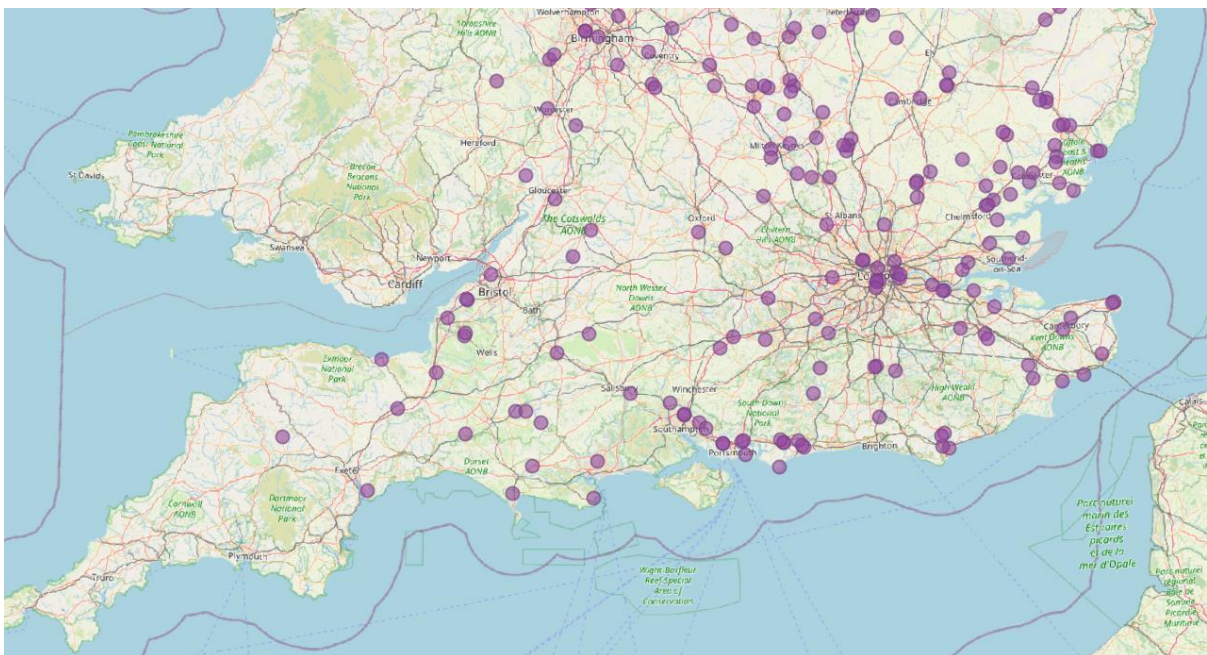 Wolverhampton
Shropshire
Hills AONB
Birmingham
Coventry
Ely
Cambridge
Worcester
Hereford
Milton Keynes
Pembrokeshire
Coast National
Park
St Davids
Brecon
Beacons
National
Park
Gloucester
The Cotswolds
AONB
Oxford
St Albans
Chelmsford
Chiltern
Hills AONB
Swansea
Newport
Cardiff
Bristol
Bath
North Wessex
Downs
AONB
Southend
-on-Sea
Kent Downs
AONB
Wells
Exmoor
National
Park
Salisbury
Winchester
South Downs
National
Park
High Weald
AONB
Calais
Southampton
Portsmouth
Brighton
Dorset
AONB
Exeter
Dartmoor
National
Park
Cornwall
AONB
Plymouth
Truro
Wight-Barfleur
Reef Special
Area of
Conservation
Parc naturel
marin des
Estuaires
picards
et de la
mer d'Opale
Parc naturel
régional
Baie de
Somme
Picardie
Maritime